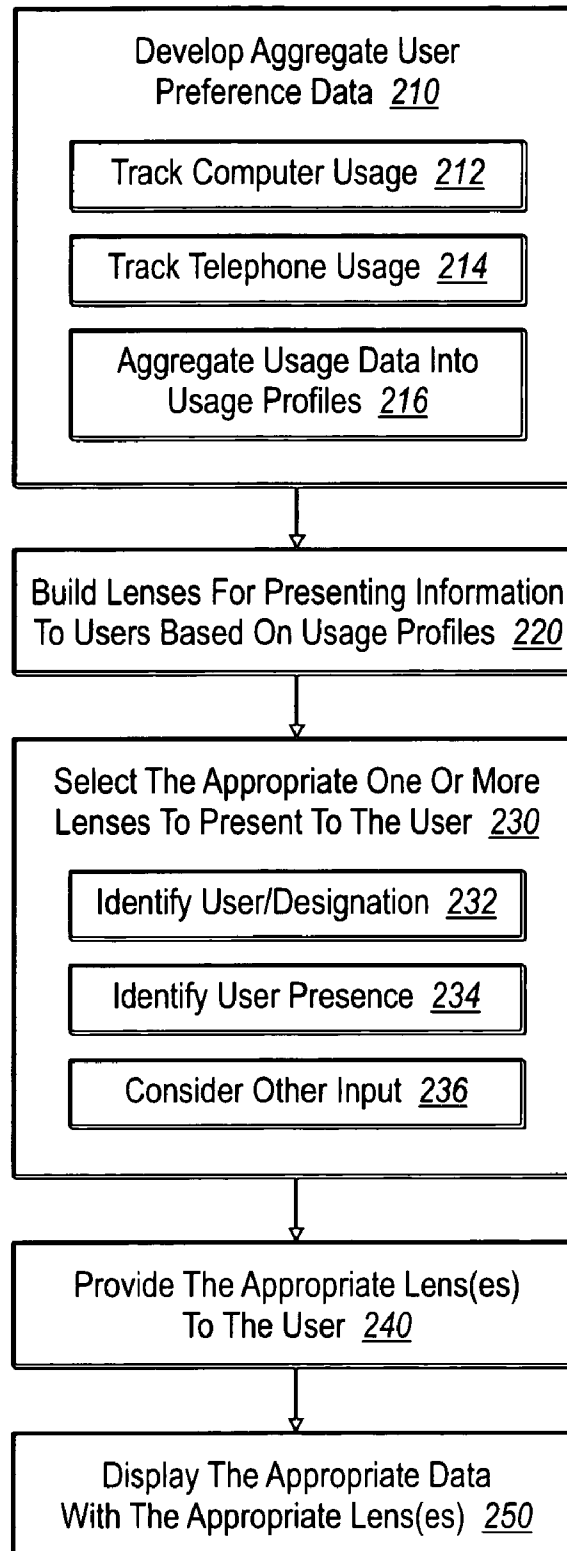 Develop Aggregate User
Preference Data 210
Track Computer Usage 212
Track Telephone Usage 214
Aggregate Usage Data Into
Usage Profiles 216
Build Lenses For Presenting Information
To Users Based On Usage Profiles 220
Select The Appropriate One Or More
Lenses To Present To The User 230
Identify User/Designation 232
Identify User Presence 234
Consider Other Input 236
Provide The Appropriate Lens(es)
To The User 240
Display The Appropriate Data
With The Appropriate Lens(es) 250